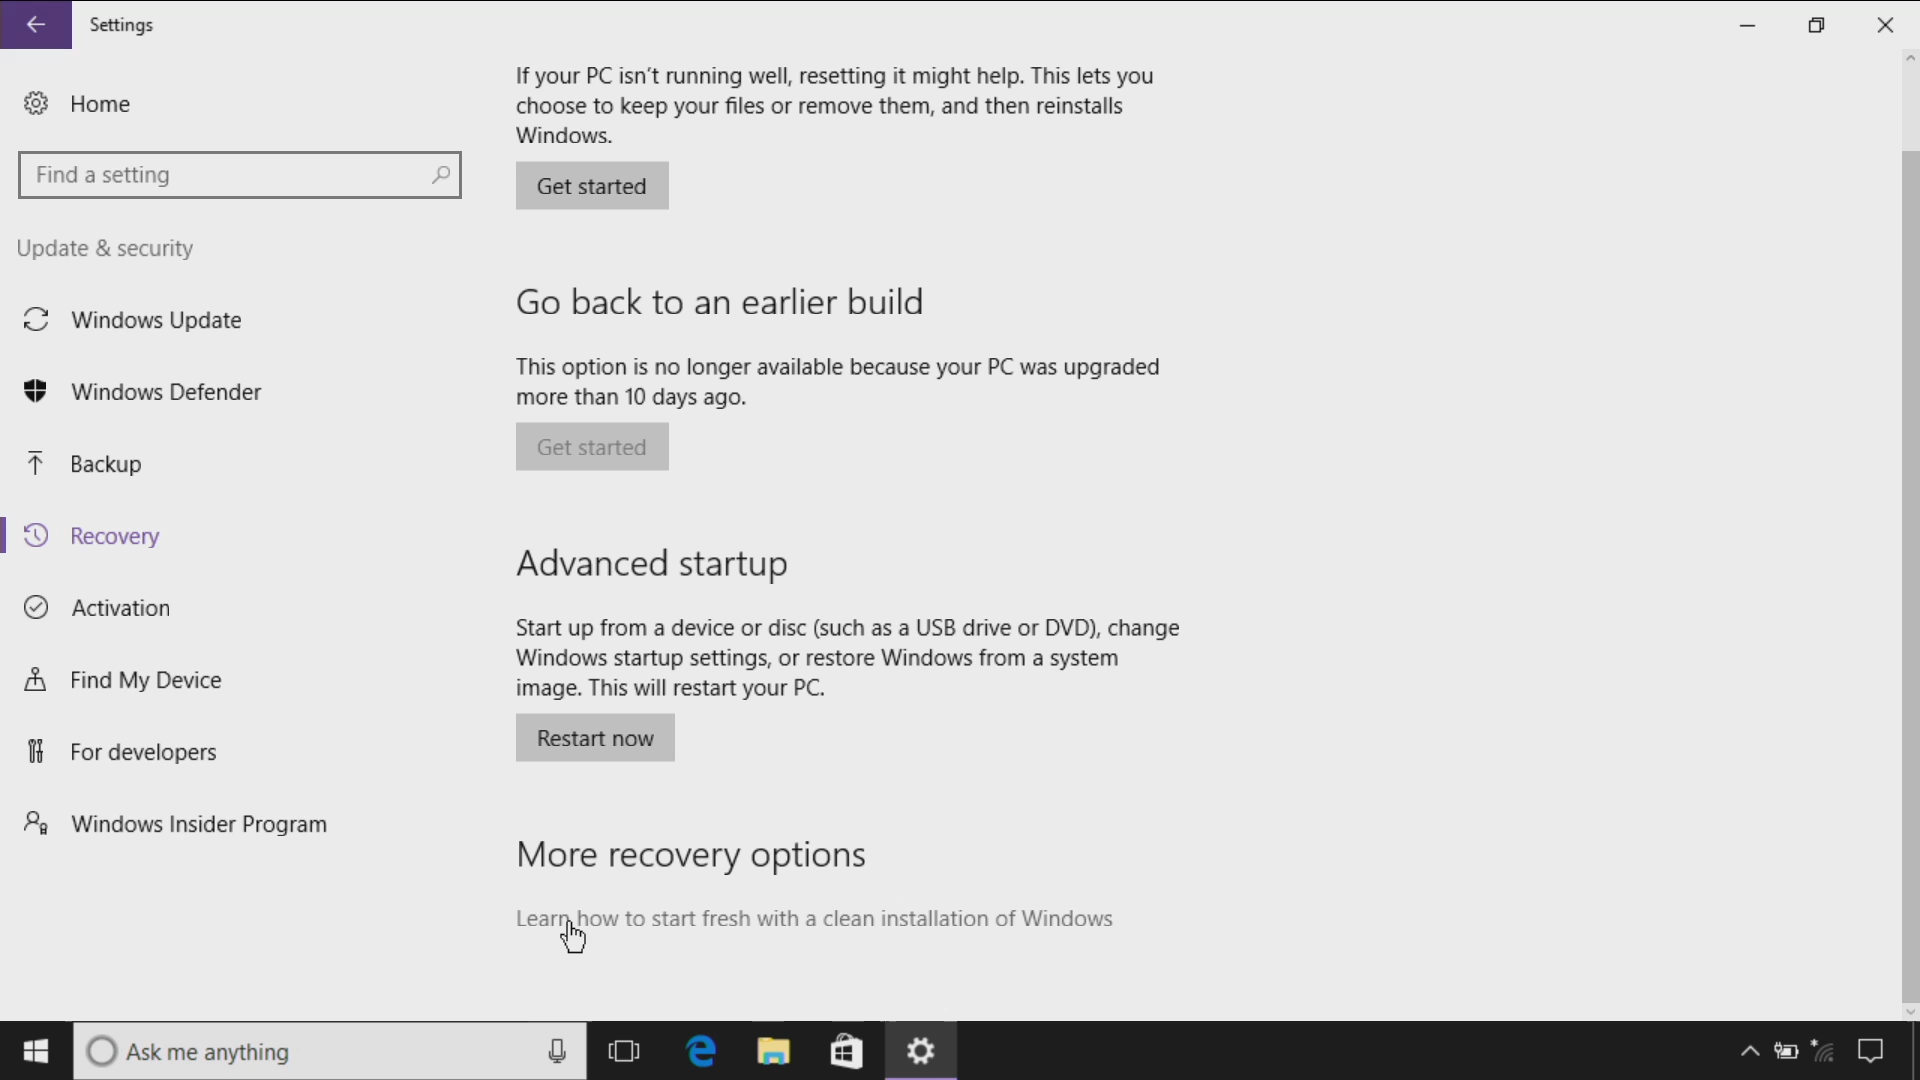 Settings
Home
Find a setting
Update & security
Windows Update
Windows Defender
Backup
Recovery
Activation
Find My Device
For developers
Windows Insider Program
If your PC isn't running well, resetting it might help. This lets you
choose to keep your files or remove them, and then reinstalls
Windows.
Get started
Go back to an earlier build
This option is no longer available because your PC was upgraded
more than 10 days ago.
Get started
Advanced startup
Start up from a device or disc (such as a USB drive or DVD), change
Windows startup settings, or restore Windows from a system
image. This will restart your PC.
Restart now
More recovery options
Learn how to start fresh with a clean installation of Windows
Ask me anything